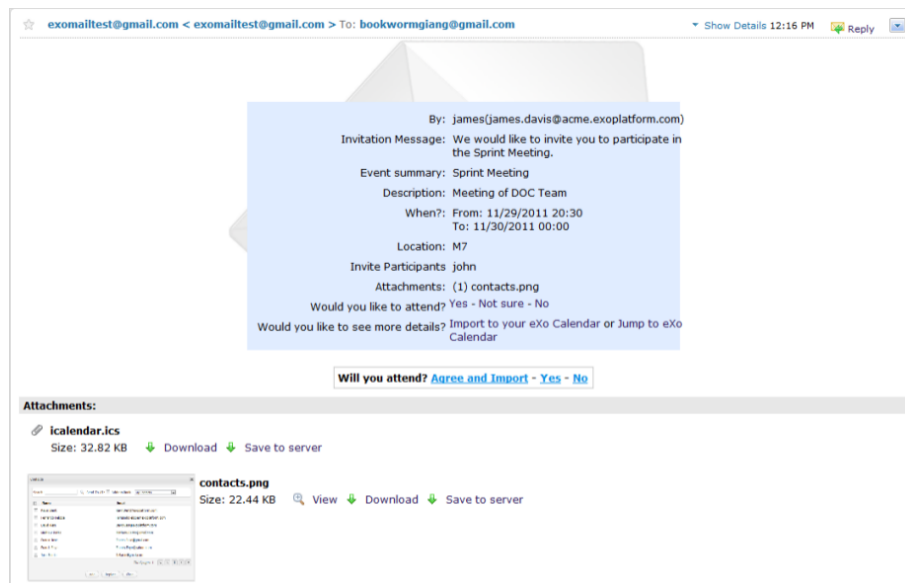 exomailtest@gmail.com < exomailtest@gmail.com > To: bookwormgiang@gmail.com Show Details 12:16 PM Reply
By: james(james.davis@acme.exoplatform.com)
Invitation Message: We would like to invite you to participate in
the Sprint Meeting.
Event summary: Sprint Meeting
Description: Meeting of DOC Team
When?: From: 11/29/2011 20:30
To: 11/30/2011 00:00
Location: M7
Invite Participants john
Attachments: (1) contacts.png
Would you like to attend? Yes - Not sure - No
Would you like to see more details? Import to your eXo Calendar or Jump to eXo
Calendar
Will you attend? Agree and Import - Yes - No
Attachments:
icalendar.ics
Size: 32.82 KB Download Save to server
contacts.png
Size: 22.44 KB View Download Save to server